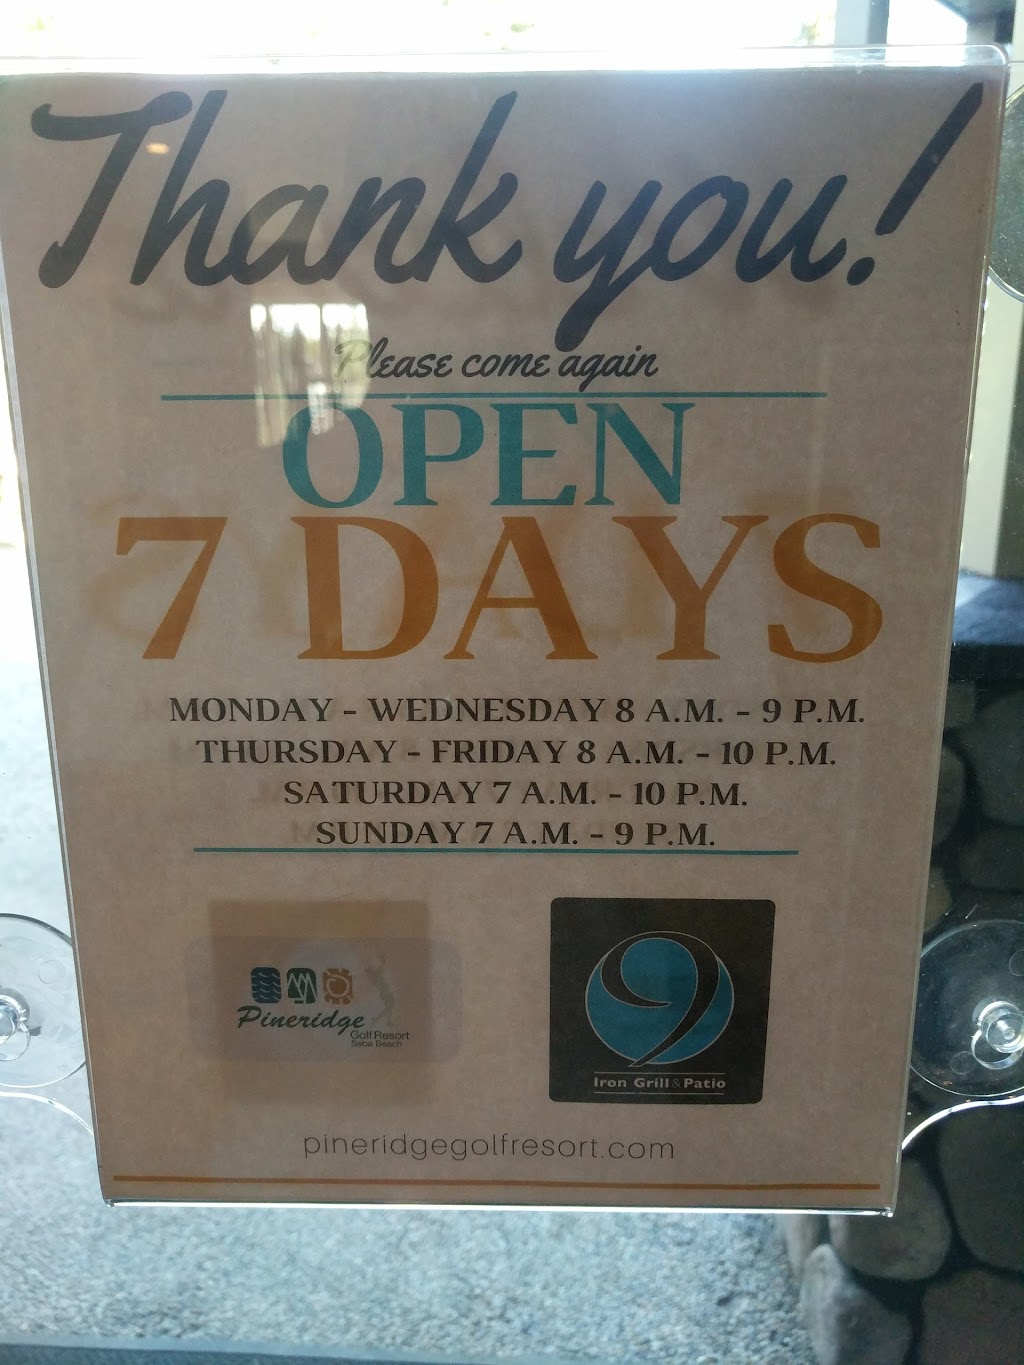 Thank you!
Please come again
OPEN
7 DAYS
MONDAY - WEDNESDAY 8 A.M. - 9 P.M.
THURSDAY - FRIDAY 8 A.M. - 10 P.M.
SATURDAY 7 A.M. - 10 P.M.
SUNDAY 7 A.M. - 9 P.M.
Pineridge
Golf Resort
Seba Beach
9
Iron Grill & Patio
pineridgegolfresort.com